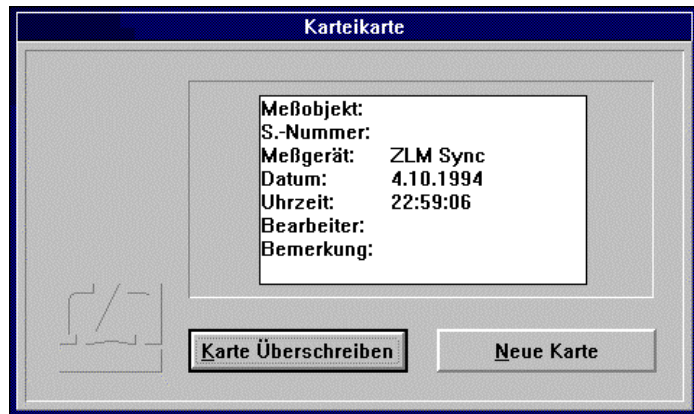 Karteikarte
Meßobjekt:
S.-Nummer:
Meßgerät: ZLM Sync
Datum: 4.10.1994
Uhrzeit: 22:59:06
Bearbeiter:
Bemerkung:
Karte Überschreiben
Neue Karte